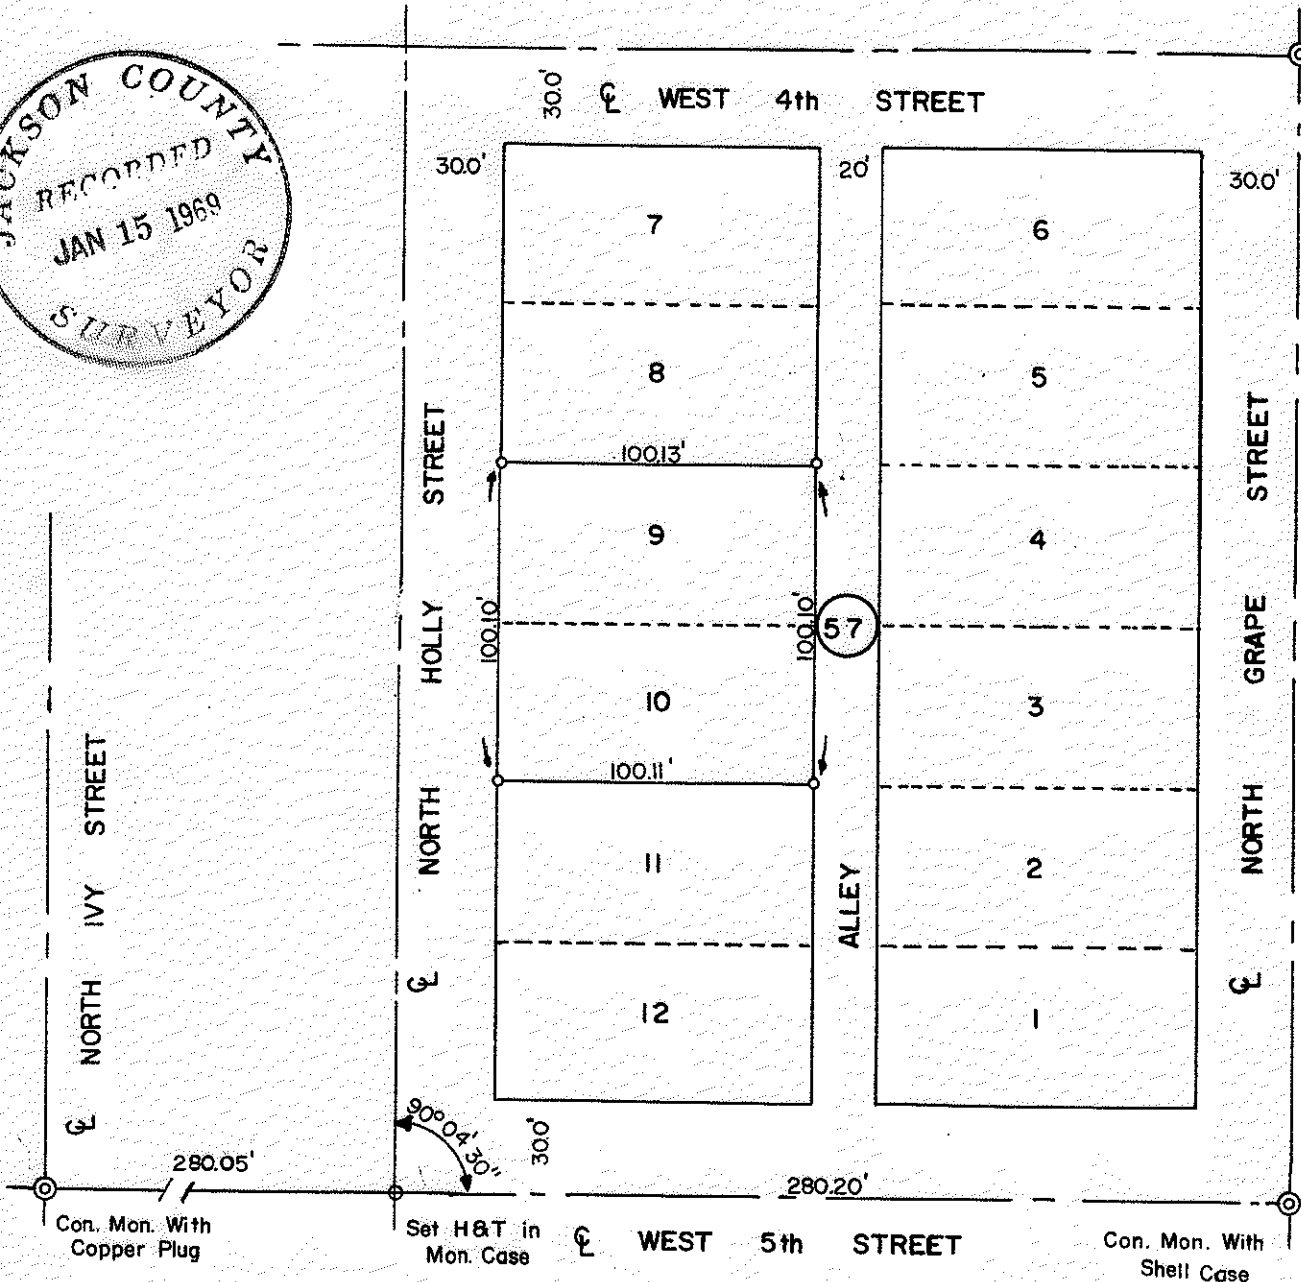 JACKSON COUNTY
RECORDED
JAN 15 1969
SURVEYOR
30.0'
℄ WEST 4th STREET
30.0'
20'
30.0'
7
6
8
5
100.13'
9
4
100.10'
100.10'
57
10
3
100.11'
11
2
12
1
℄ NORTH IVY STREET
℄ NORTH HOLLY STREET
ALLEY
℄ NORTH GRAPE STREET
90°04'30"
30.0'
280.05'
280.20'
Con. Mon. With
Copper Plug
Set H&T in
Mon. Case
℄ WEST 5th STREET
Con. Mon. With
Shell Case